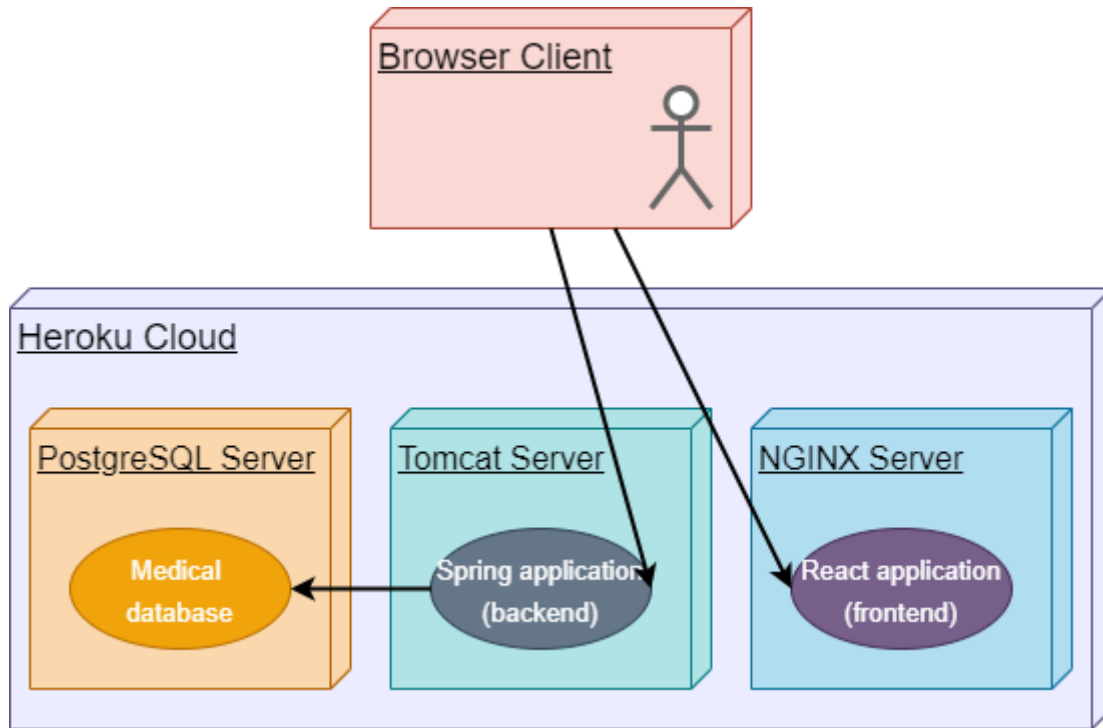 Browser Client
Heroku Cloud
PostgreSQL Server
Tomcat Server
NGINX Server
Medical
database
Spring application
(backend)
React application
(frontend)